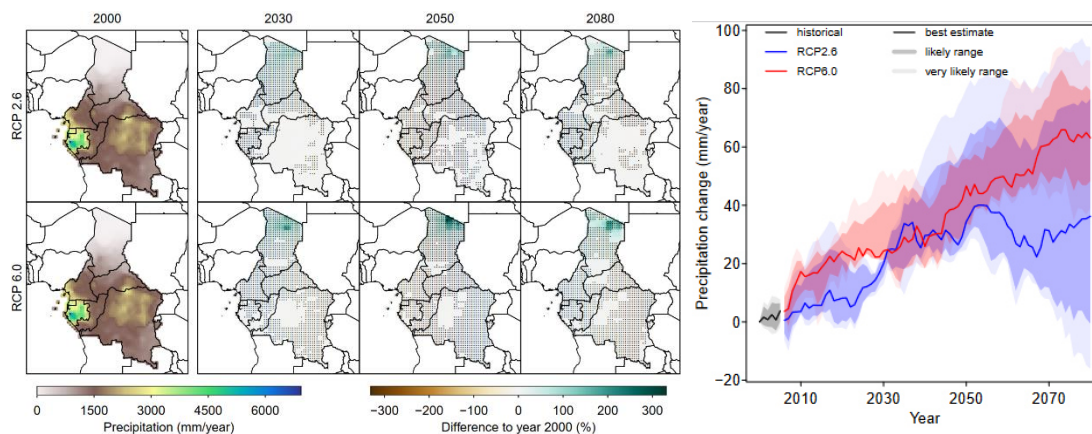 2000 2030 2050 2080
RCP 2.6
RCP 6.0
0 1500 3000 4500 6000
Precipitation (mm/year)
−300 −200 −100 0 100 200 300
Difference to year 2000 (%)
historical best estimate
RCP2.6 likely range
RCP6.0 very likely range
Precipitation change (mm/year)
100
80
60
40
20
0
−20
2010 2030 2050 2070
Year